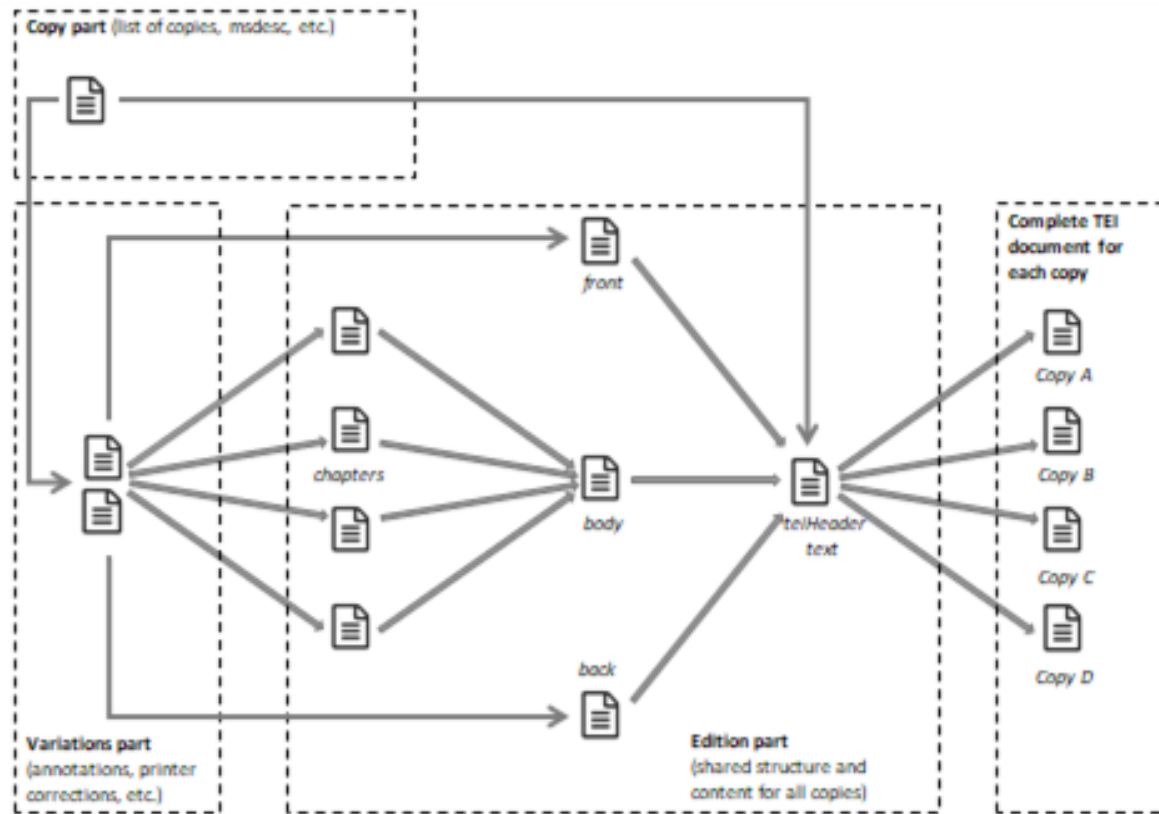 Copy part (list of copies, msdesc, etc.)
Complete TEI
document for
each copy
front
Copy A
chapters
Copy B
body
teiHeader
text
Copy C
back
Copy D
Variations part
(annotations, printer
corrections, etc.)
Edition part
(shared structure and
content for all copies)